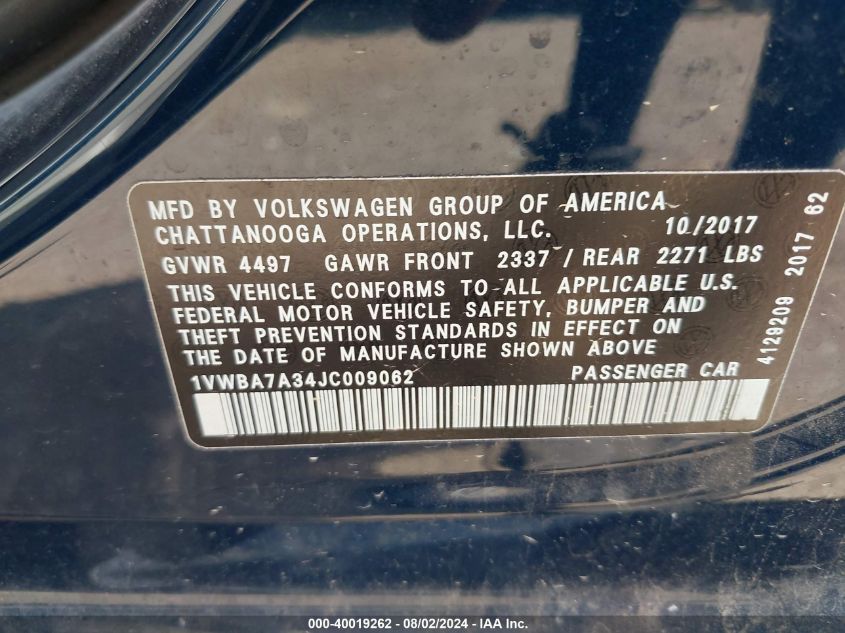 MFD BY VOLKSWAGEN GROUP OF AMERICA
CHATTANOOGA OPERATIONS, LLC. 10/2017
GVWR 4497 GAWR FRONT 2337 / REAR 2271 LBS
THIS VEHICLE CONFORMS TO ALL APPLICABLE U.S.
FEDERAL MOTOR VEHICLE SAFETY, BUMPER AND
THEFT PREVENTION STANDARDS IN EFFECT ON
THE DATE OF MANUFACTURE SHOWN ABOVE
1VWBA7A34JC009062 PASSENGER CAR
4129209 2017 62
000-40019262 - 08/02/2024 - IAA Inc.